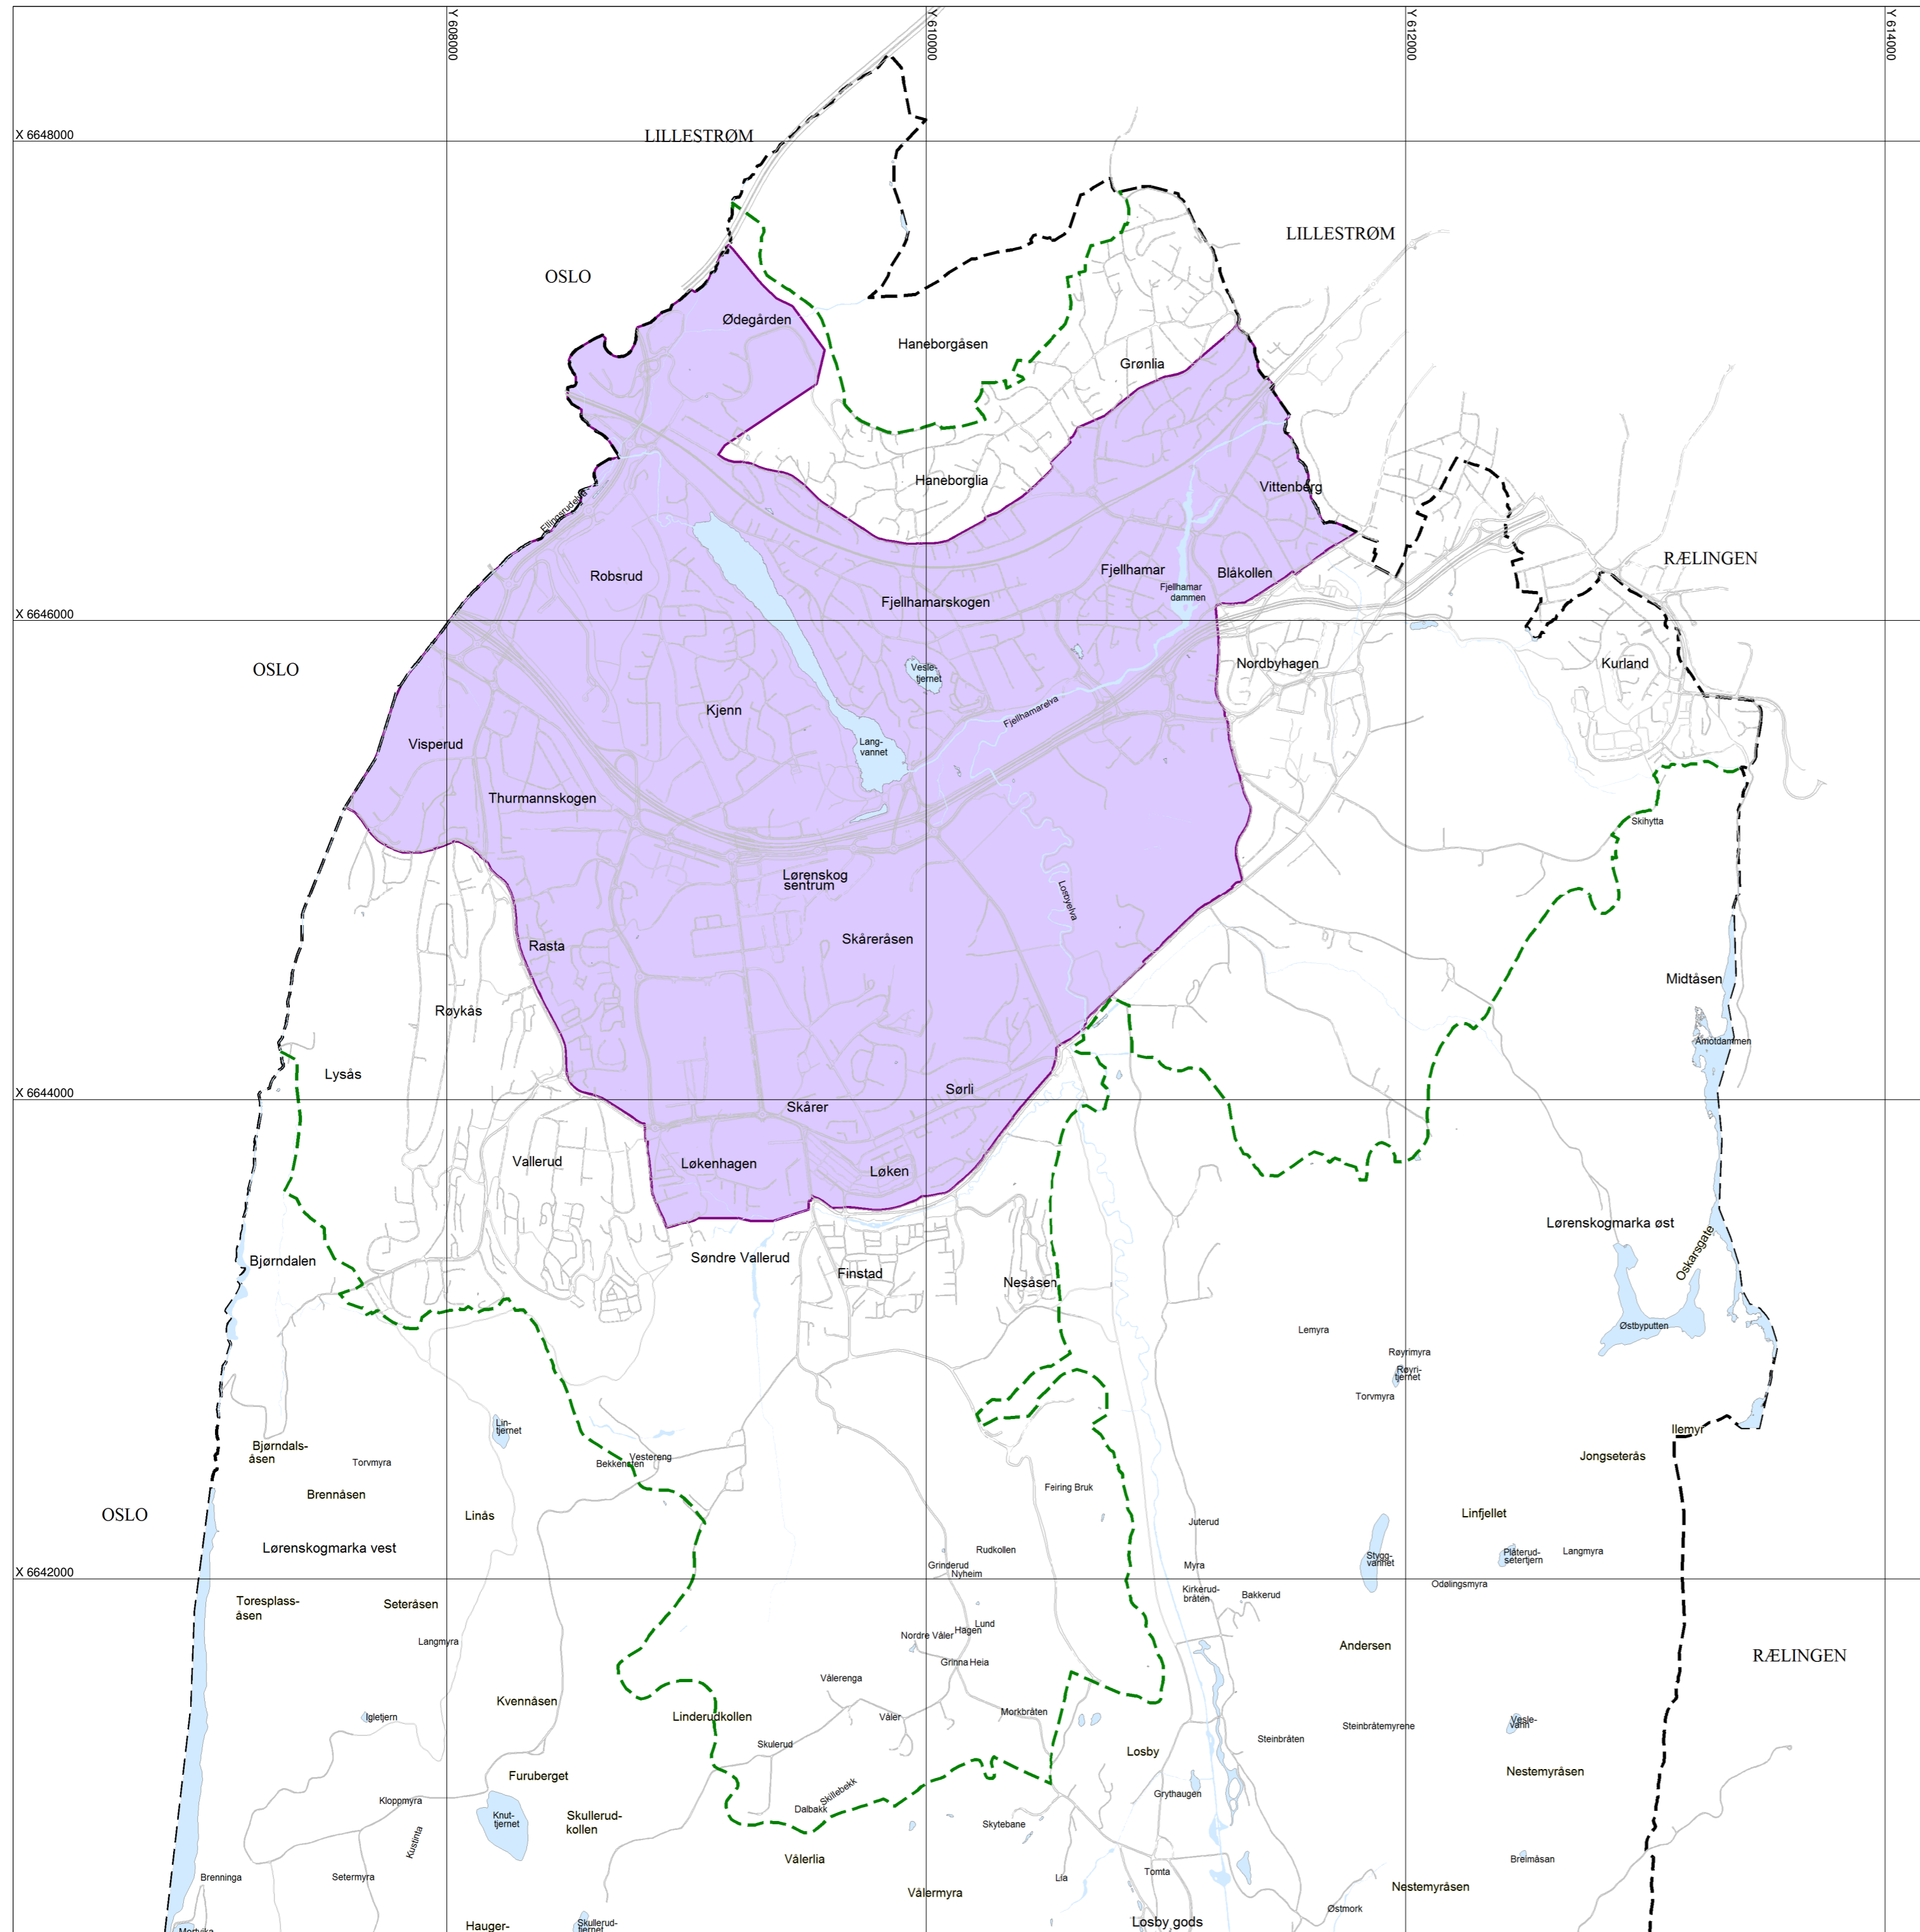 Y 608000
Y 610000
Y 612000
Y 614000
X 6648000
LILLESTRØM
LILLESTRØM
OSLO
Ødegården
Haneborgåsen
Grønlia
Haneborglia
Vittenberg
Ellingsrudelva
RÆLINGEN
Robsrud
Fjellhamar
Blåkollen
Fjellhamar
dammen
Fjellhamarskogen
X 6646000
OSLO
Vesle-
tjernet
Nordbyhagen
Kurland
Kjenn
Fjellhamarelva
Visperud
Lang-
vannet
Thurmannskogen
Skihytta
Lørenskog
sentrum
Losbyelva
Skåreråsen
Rasta
Midtåsen
Røykås
Åmotdammen
Lysås
Sørli
X 6644000
Skårer
Vallerud
Løkenhagen
Løken
Lørenskogmarka øst
Oskarsgate
Bjørndalen
Søndre Vallerud
Finstad
Nesåsen
Lemyra
Østbyputten
Røyrimyra
Røyri-
tjernet
Torvmyra
Lin-
tjernet
Ilemyr
Bjørndals-
åsen
Torvmyra
Vestereng
Bekkensten
Jongseterås
Brennåsen
Feiring Bruk
OSLO
Linås
Linfjellet
Juterud
Lørenskogmarka vest
Rudkollen
Stygg-
vannet
Plåterud-
setertjern
Langmyra
Grinderud
Nyheim
Myra
X 6642000
Odølingsmyra
Kirkerud-
bråten
Bakkerud
Toresplass-
åsen
Seteråsen
Lund
Hagen
Nordre Våler
Langmyra
Andersen
RÆLINGEN
Grinna
Heia
Vålerenga
Kvennåsen
Morkbråten
Igletjern
Linderudkollen
Våler
Vesle-
vann
Steinbråtemyrene
Steinbråten
Skulerud
Losby
Furuberget
Nestemyråsen
Skillebekk
Grythaugen
Kloppmyra
Dalbakk
Knut-
tjernet
Skullerud-
kollen
Skytebane
Kustinta
Vålerlia
Breimåsan
Tomta
Brenninga
Setermyra
Lia
Nestemyråsen
Vålermyra
Østmork
Losby gods
Hauger-
Skullerud-
tjernet
Mortvika